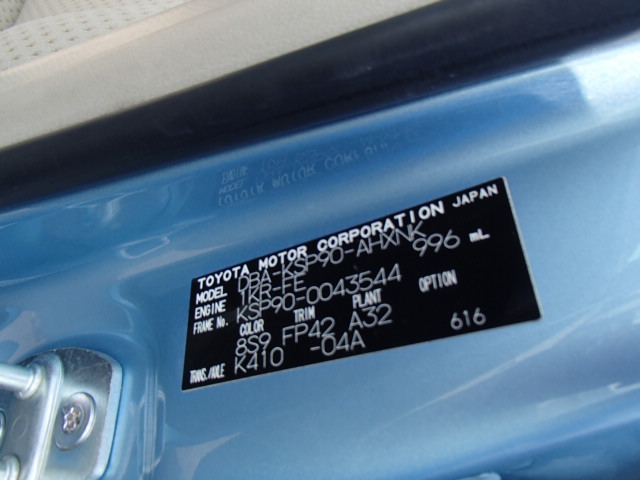 TOYOTA MOTOR CORPORATION JAPAN
MODEL DBA-KSP90-AHXNK
ENGINE 1KR-FE 996 mL
FRAME No. KSP90-0043544
COLOR TRIM PLANT OPTION
8S9 FP42 A32
TRANS./AXLE K410 -04A 616